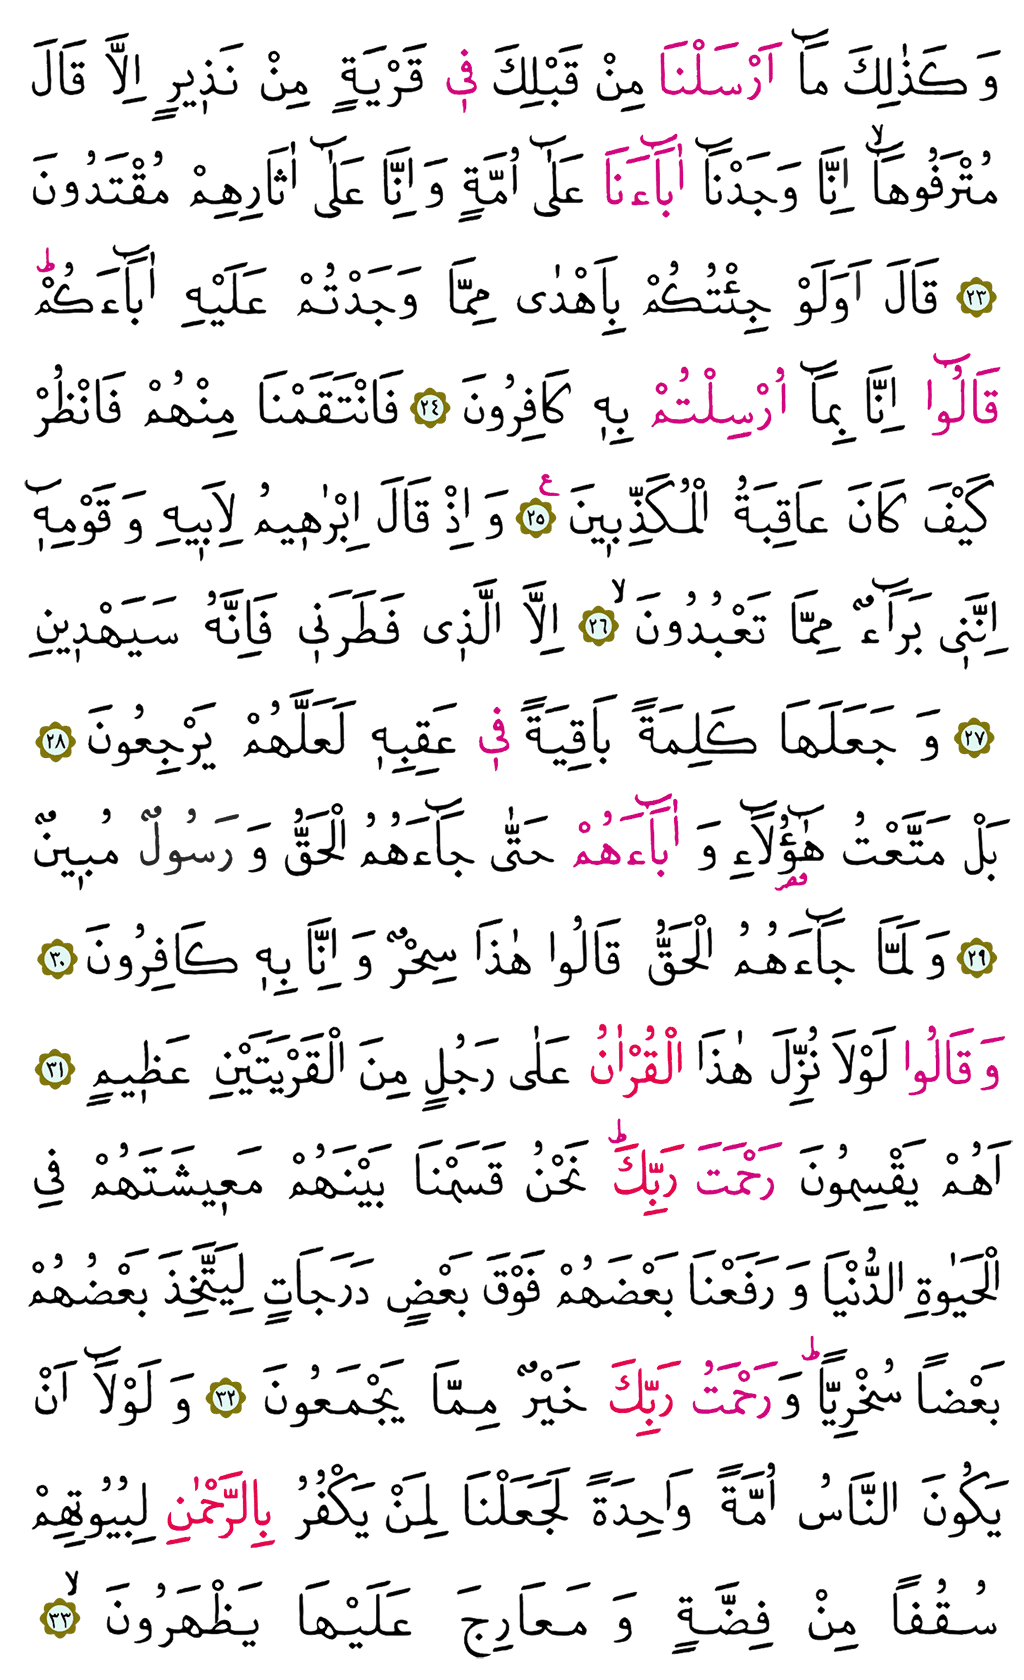 وَكَذٰلِكَ مَٓا اَرْسَلْنَا مِنْ قَبْلِكَ ف۪ي قَرْيَةٍ مِنْ نَذ۪يرٍ اِلَّا قَالَ
مُتْرَفُوهَٓاۙ اِنَّا وَجَدْنَٓا اٰبَٓاءَنَا عَلٰٓى اُمَّةٍ وَاِنَّا عَلٰٓى اٰثَارِهِمْ مُقْتَدُونَ
﴿٢٣﴾ قَالَ اَوَلَوْ جِئْتُكُمْ بِاَهْدٰى مِمَّا وَجَدْتُمْ عَلَيْهِ اٰبَٓاءَكُمْۜ
قَالُٓوا اِنَّا بِمَٓا اُرْسِلْتُمْ بِه۪ كَافِرُونَ ﴿٢٤﴾ فَانْتَقَمْنَا مِنْهُمْ فَانْظُرْ
كَيْفَ كَانَ عَاقِبَةُ الْمُكَذِّب۪ينَ ﴿٢٥﴾ۧ وَاِذْ قَالَ اِبْرٰه۪يمُ لِاَب۪يهِ وَقَوْمِه۪ٓ
اِنَّن۪ي بَرَٓاءٌ مِمَّا تَعْبُدُونَۙ ﴿٢٦﴾ اِلَّا الَّذ۪ي فَطَرَن۪ي فَاِنَّهُ سَيَهْد۪ينِ
﴿٢٧﴾ وَجَعَلَهَا كَلِمَةً بَاقِيَةً ف۪ي عَقِبِه۪ لَعَلَّهُمْ يَرْجِعُونَ ﴿٢٨﴾
بَلْ مَتَّعْتُ هٰٓؤُ۬لَٓاءِ وَاٰبَٓاءَهُمْ حَتّٰى جَٓاءَهُمُ الْحَقُّ وَرَسُولٌ مُب۪ينٌ
﴿٢٩﴾ وَلَمَّا جَٓاءَهُمُ الْحَقُّ قَالُوا هٰذَا سِحْرٌ وَاِنَّا بِه۪ كَافِرُونَ ﴿٣٠﴾
وَقَالُوا لَوْلَا نُزِّلَ هٰذَا الْقُرْاٰنُ عَلٰى رَجُلٍ مِنَ الْقَرْيَتَيْنِ عَظ۪يمٍ ﴿٣١﴾
اَهُمْ يَقْسِمُونَ رَحْمَتَ رَبِّكَۜ نَحْنُ قَسَمْنَا بَيْنَهُمْ مَع۪يشَتَهُمْ فِي
الْحَيٰوةِ الدُّنْيَا وَرَفَعْنَا بَعْضَهُمْ فَوْقَ بَعْضٍ دَرَجَاتٍ لِيَتَّخِذَ بَعْضُهُمْ
بَعْضاً سُخْرِياًّۜ وَرَحْمَتُ رَبِّكَ خَيْرٌ مِمَّا يَجْمَعُونَ ﴿٣٢﴾ وَلَوْلَٓا اَنْ
يَكُونَ النَّاسُ اُمَّةً وَاحِدَةً لَجَعَلْنَا لِمَنْ يَكْفُرُ بِالرَّحْمٰنِ لِبُيُوتِهِمْ
سُقُفاً مِنْ فِضَّةٍ وَمَعَارِجَ عَلَيْهَا يَظْهَرُونَۙ ﴿٣٣﴾